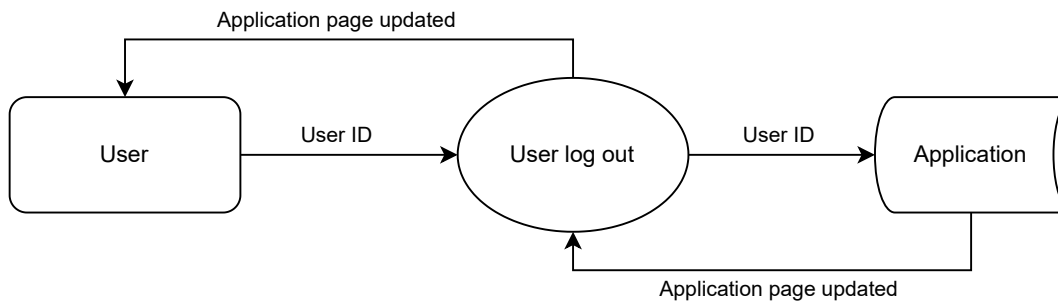 Application page updated
User
User ID
User log out
User ID
Application
Application page updated